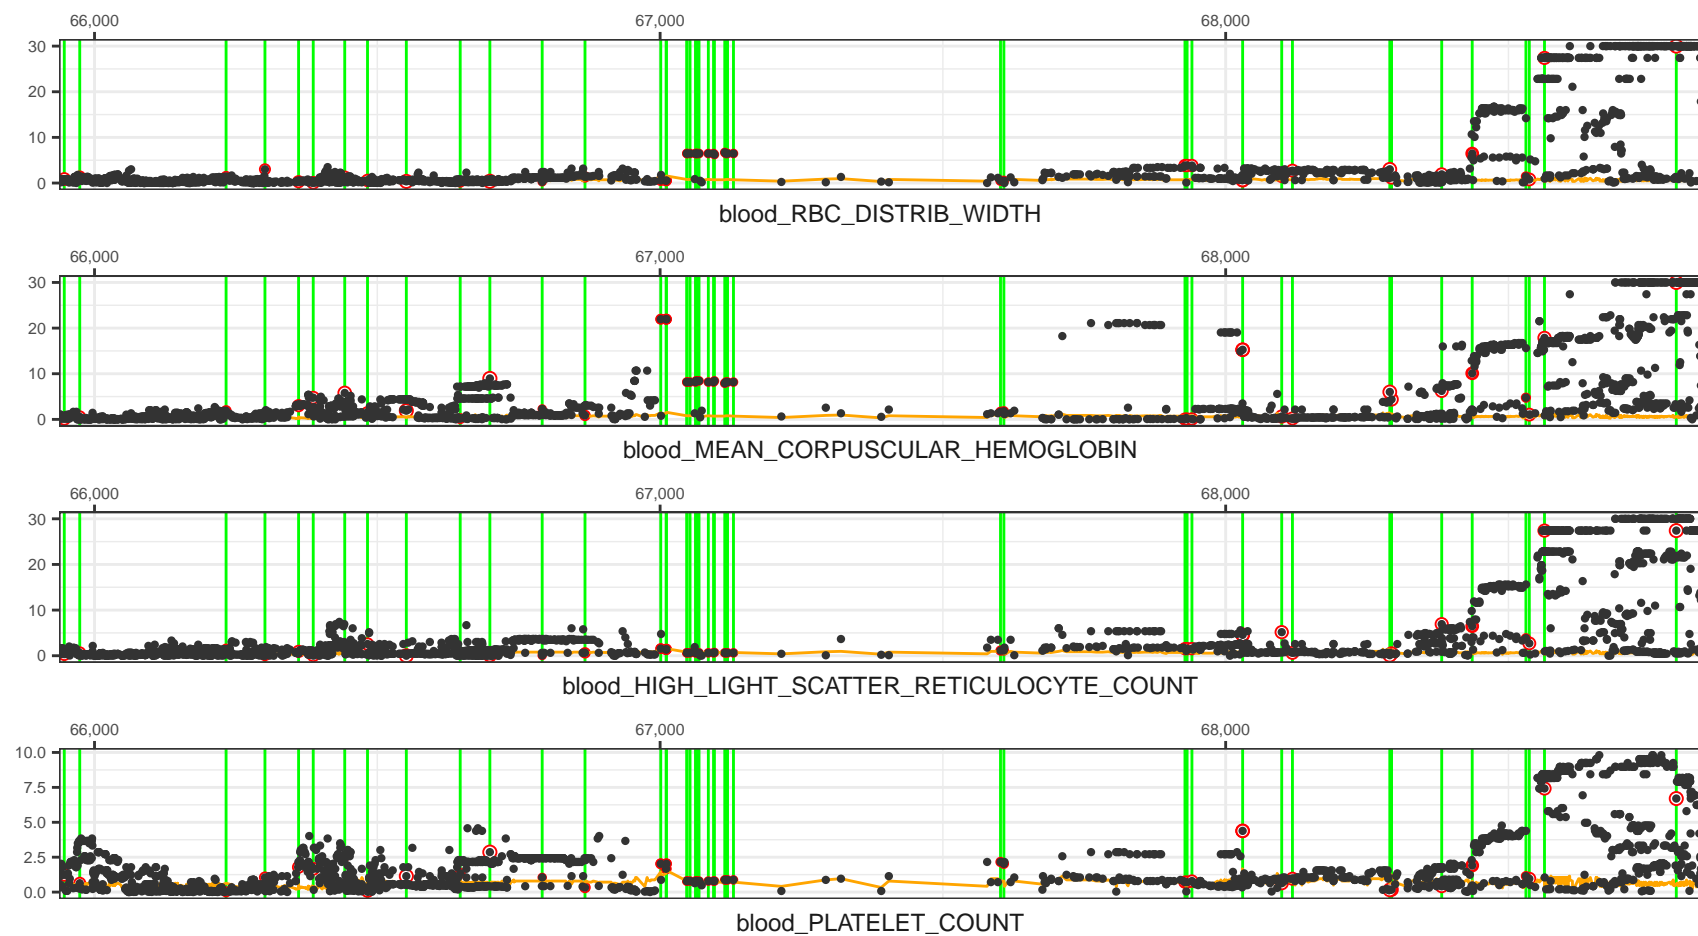 66,000 67,000 68,000
30
20
10
0
blood_RBC_DISTRIB_WIDTH
66,000 67,000 68,000
30
20
10
0
blood_MEAN_CORPUSCULAR_HEMOGLOBIN
66,000 67,000 68,000
30
20
10
0
blood_HIGH_LIGHT_SCATTER_RETICULOCYTE_COUNT
66,000 67,000 68,000
10.0
7.5
5.0
2.5
0.0
blood_PLATELET_COUNT